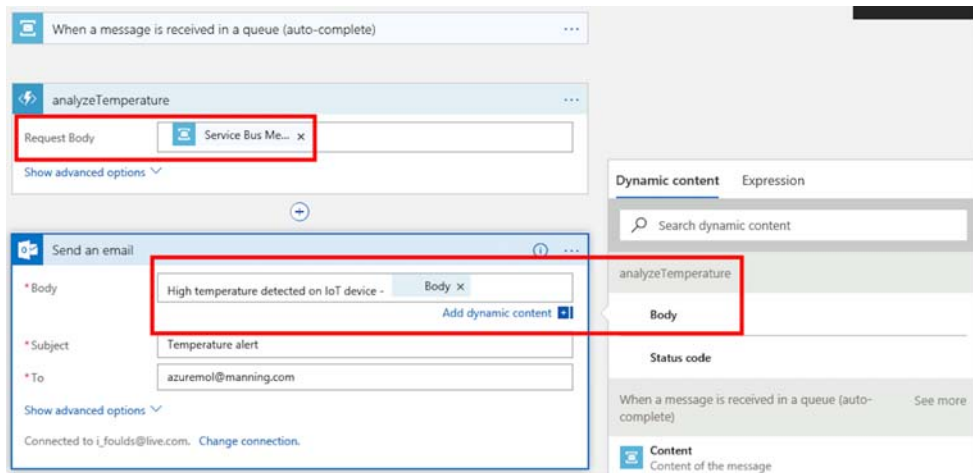 When a message is received in a queue (auto-complete)
analyzeTemperature
Request Body
Service Bus Me... x
Show advanced options
Send an email
*Body
High temperature detected on IoT device - Body x
Add dynamic content
*Subject
Temperature alert
*To
azuremol@manning.com
Show advanced options
Connected to i_foulds@live.com. Change connection.
Dynamic content Expression
Search dynamic content
analyzeTemperature
Body
Status code
When a message is received in a queue (auto-
complete)
See more
Content
Content of the message